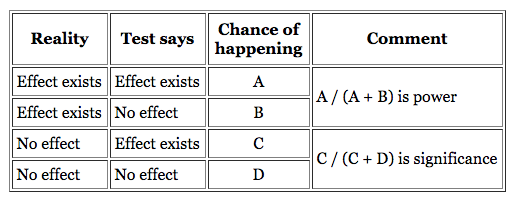 Reality Test says Chance of happening Comment
Effect exists Effect exists A A / (A + B) is power
Effect exists No effect B
No effect Effect exists C C / (C + D) is significance
No effect No effect D